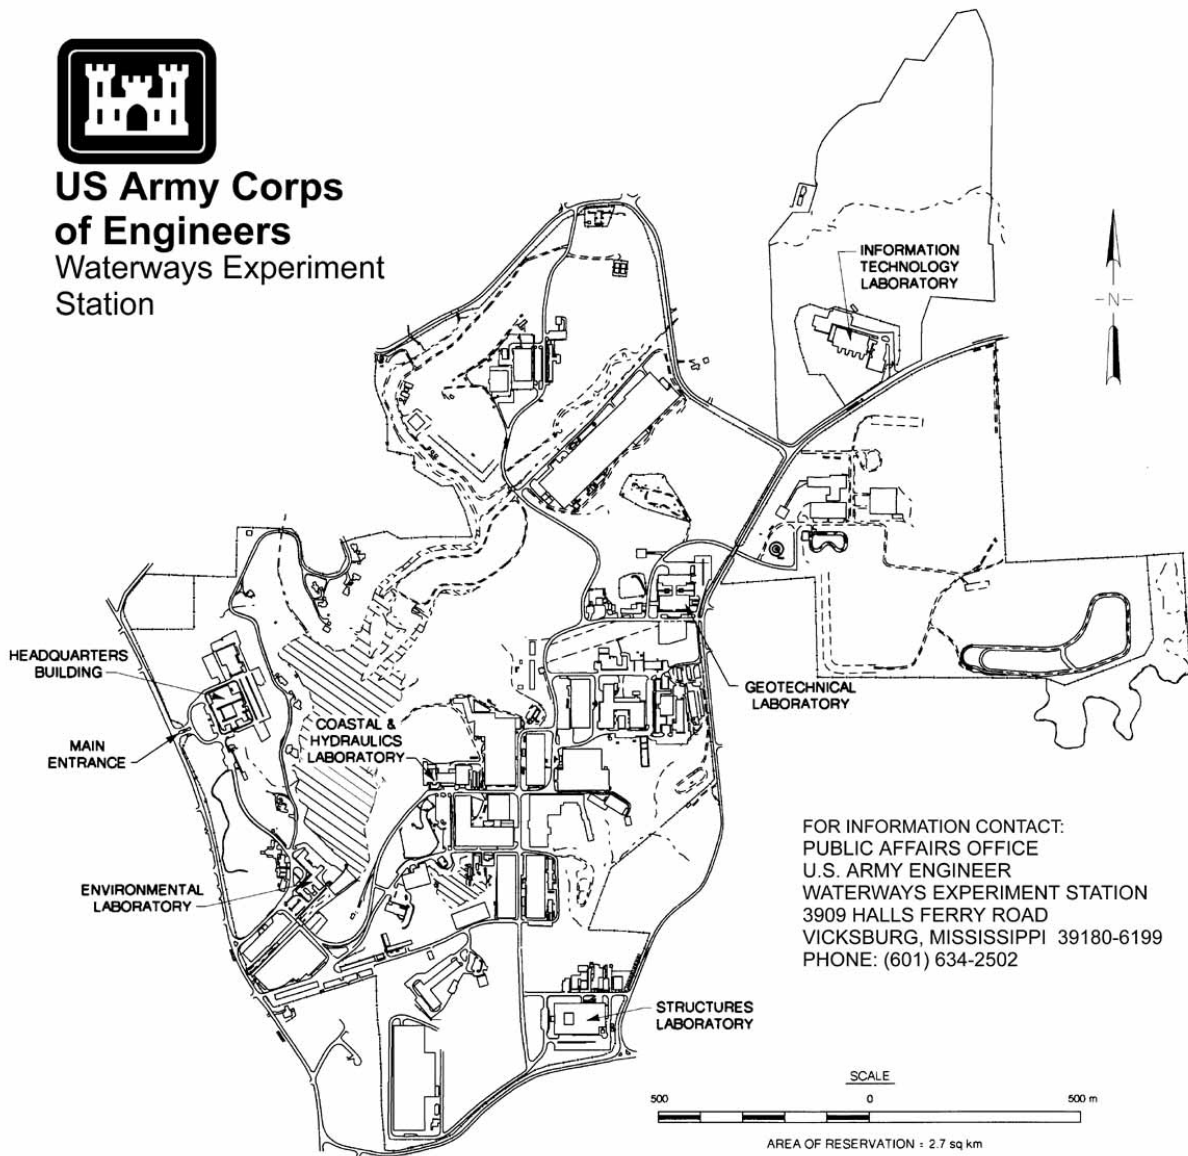 US Army Corps
of Engineers
Waterways Experiment
Station
INFORMATION
TECHNOLOGY
LABORATORY
-N-
HEADQUARTERS
BUILDING
MAIN
ENTRANCE
COASTAL &
HYDRAULICS
LABORATORY
GEOTECHNICAL
LABORATORY
ENVIRONMENTAL
LABORATORY
STRUCTURES
LABORATORY
FOR INFORMATION CONTACT:
PUBLIC AFFAIRS OFFICE
U.S. ARMY ENGINEER
WATERWAYS EXPERIMENT STATION
3909 HALLS FERRY ROAD
VICKSBURG, MISSISSIPPI 39180-6199
PHONE: (601) 634-2502
SCALE
500 0 500 m
AREA OF RESERVATION : 2.7 sq km